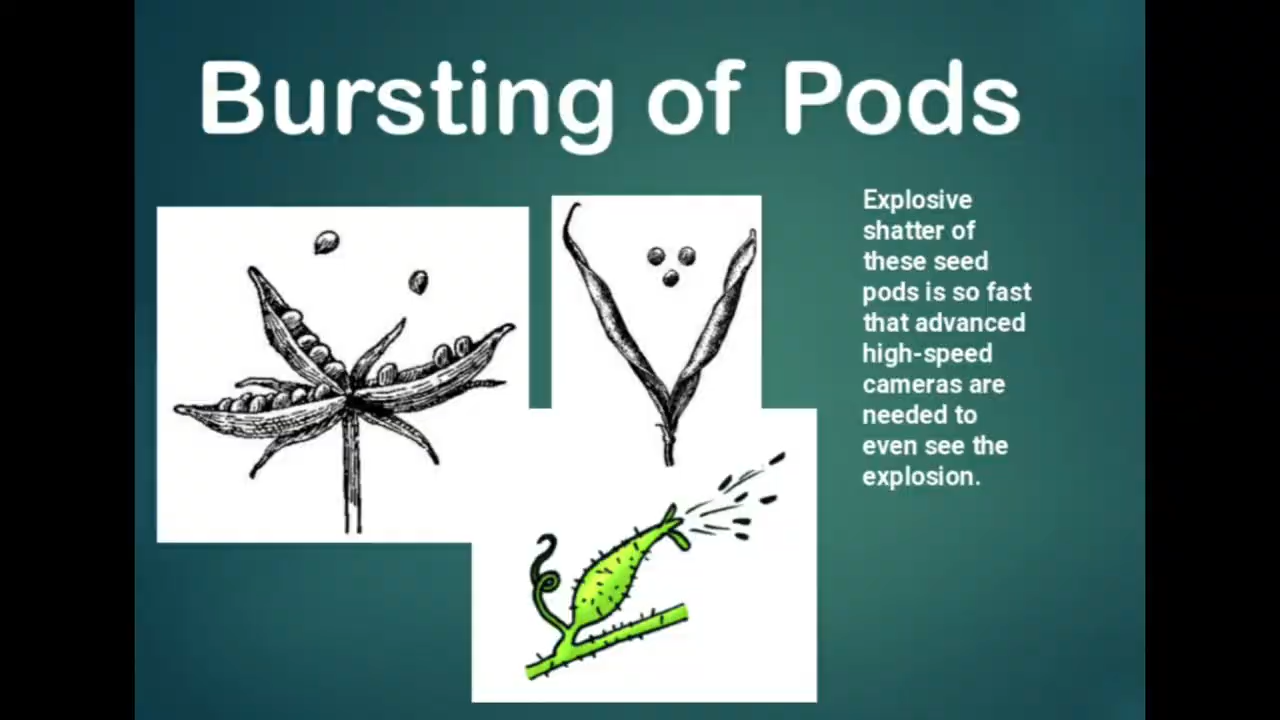 Bursting of Pods
Explosive
shatter of
these seed
pods is so fast
that advanced
high-speed
cameras are
needed to
even see the
explosion.